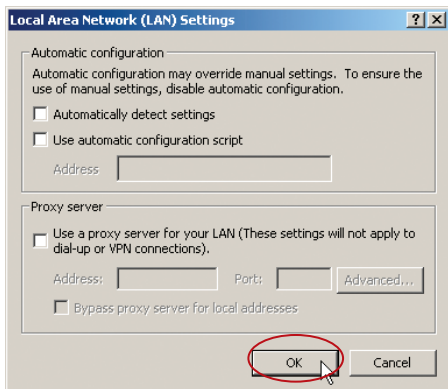 Local Area Network (LAN) Settings
Automatic configuration
Automatic configuration may override manual settings. To ensure the
use of manual settings, disable automatic configuration.
Automatically detect settings
Use automatic configuration script
Address
Proxy server
Use a proxy server for your LAN (These settings will not apply to
dial-up or VPN connections).
Address: Port: Advanced...
Bypass proxy server for local addresses
OK Cancel